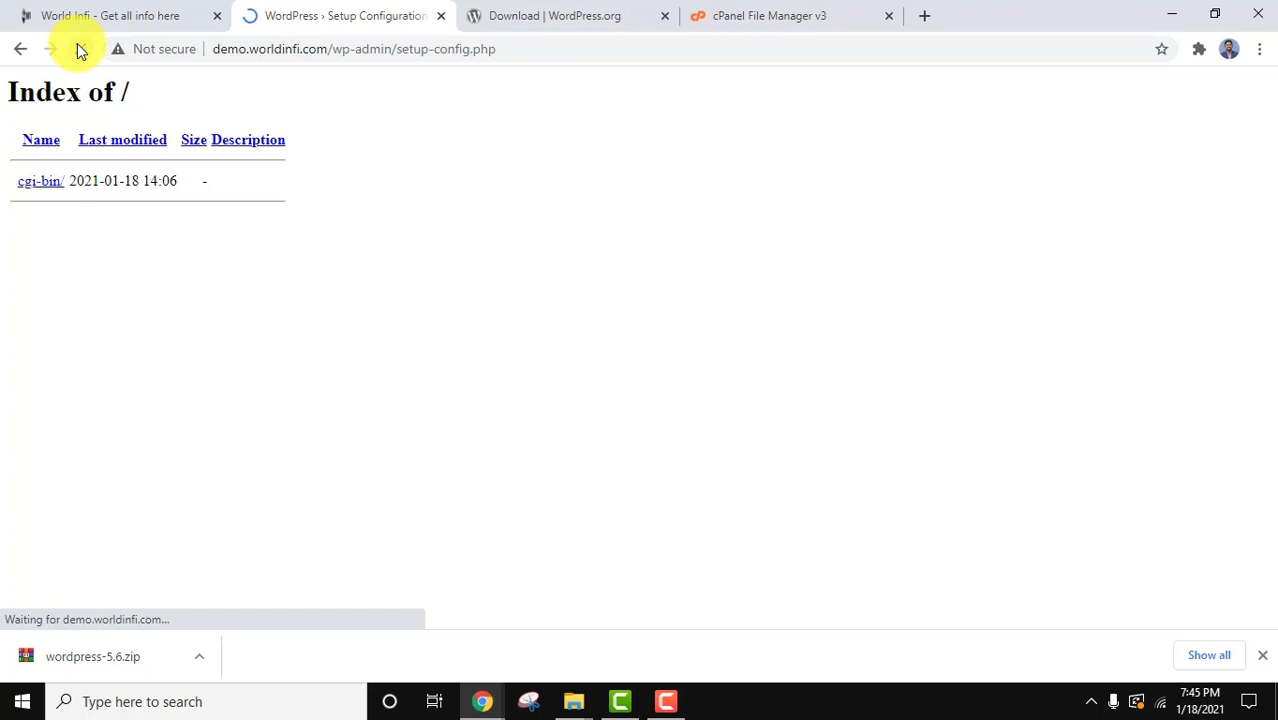 World Infi - Get all info here
WordPress › Setup Configuration
Download | WordPress.org
cPanel File Manager v3
Not secure
demo.worldinfi.com/wp-admin/setup-config.php
Index of /
Name Last modified Size Description
cgi-bin/ 2021-01-18 14:06 -
Waiting for demo.worldinfi.com...
wordpress-5.6.zip
Show all
Type here to search
7:45 PM
1/18/2021